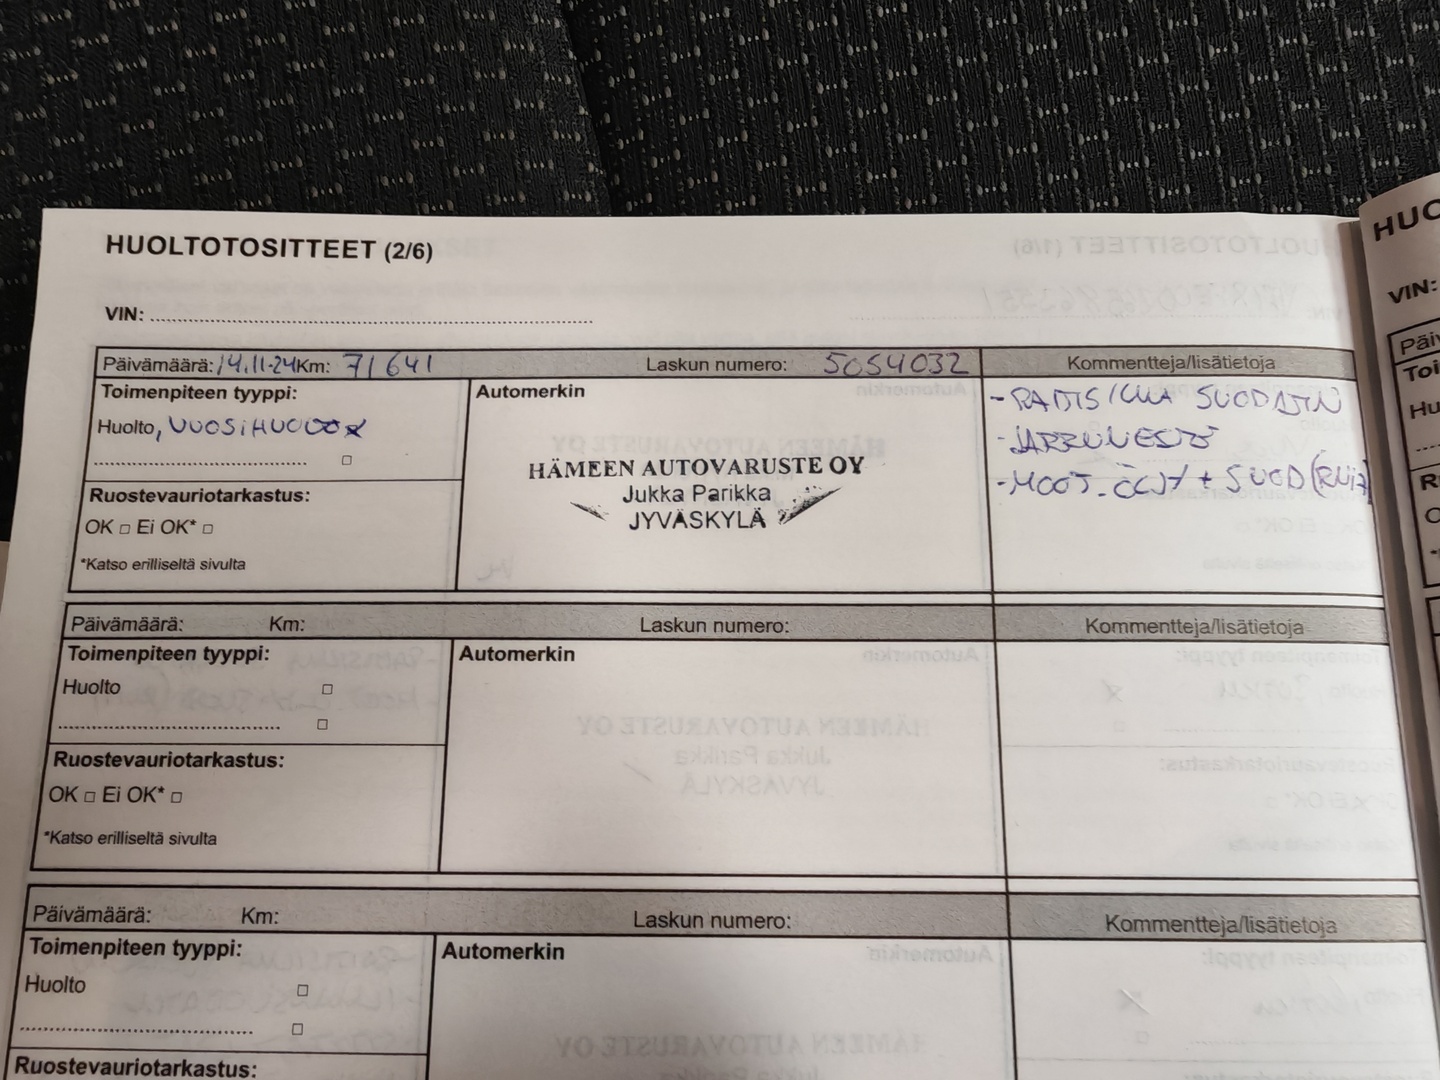 HUOLTOTOSITTEET (2/6)
VIN:
Päivämäärä: 14.11.24 Km: 71641 Laskun numero: 5054032 Kommentteja/lisätietoja
Toimenpiteen tyyppi: Automerkin
- RAITISILMA SUODATIN
Huolto, VUOSIHUOLTO x
- JARRUNESTE
HÄMEEN AUTOVARUSTE OY
Jukka Parikka
JYVÄSKYLÄ
- MOOT. ÖLJY + SUOD
Ruostevauriotarkastus:
OK □ Ei OK* □
*Katso erilliseltä sivulta
Päivämäärä: Km: Laskun numero: Kommentteja/lisätietoja
Toimenpiteen tyyppi: Automerkin
Huolto □
□
Ruostevauriotarkastus:
OK □ Ei OK* □
*Katso erilliseltä sivulta
Päivämäärä: Km: Laskun numero: Kommentteja/lisätietoja
Toimenpiteen tyyppi: Automerkin
Huolto □
□
Ruostevauriotarkastus:
VIN: